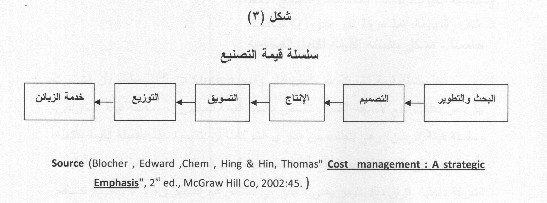 شكل (٣)
سلسلة قيمة التصنيع
البحث والتطوير
التصميم
الإنتاج
التسويق
التوزيع
خدمة الزبائن
Source (Blocher , Edward ,Chem , Hing & Hin, Thomas" Cost management : A strategic
Emphasis", 2st ed., McGraw Hill Co, 2002:45. )